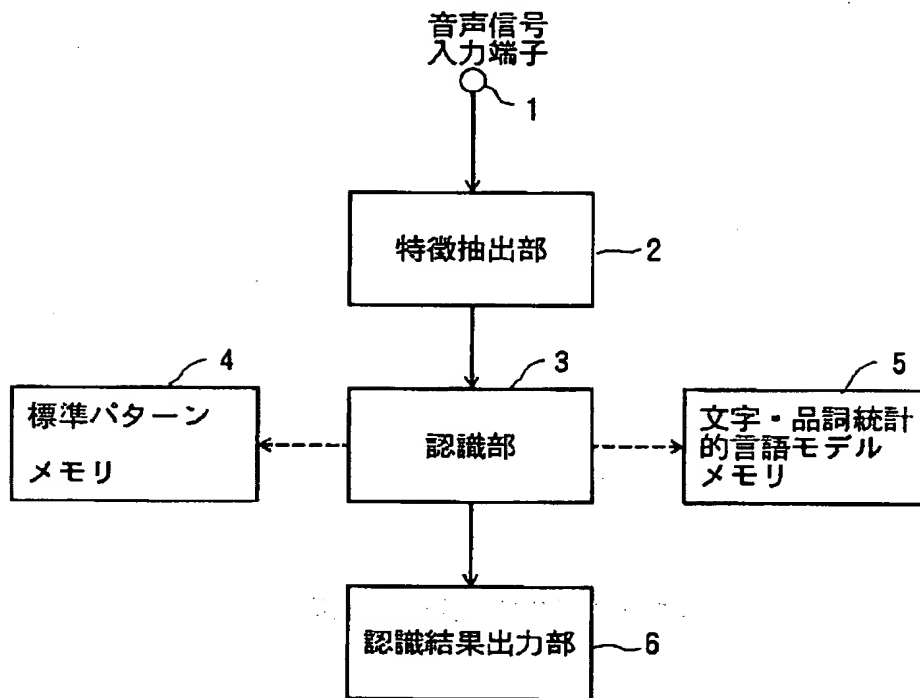 音声信号
入力端子
1
特徴抽出部
2
4
3
5
標準パターン
メモリ
認識部
文字・品詞統計
的言語モデル
メモリ
認識結果出力部
6